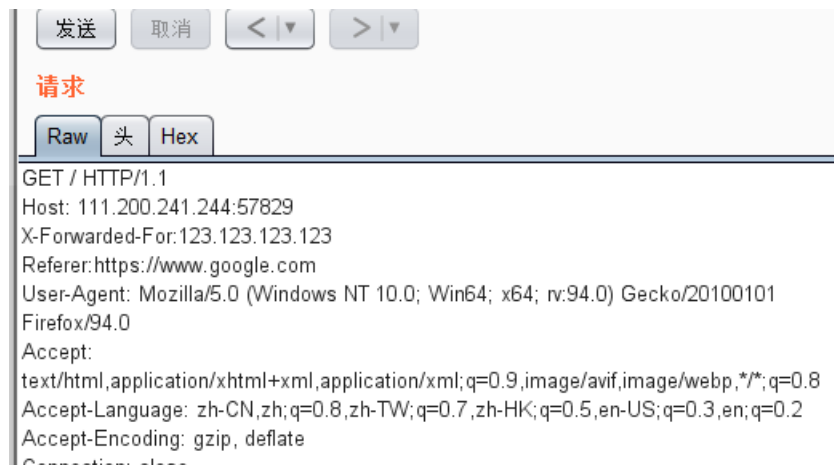 发送 取消 < ▼ > ▼
请求
Raw 头 Hex
GET / HTTP/1.1
Host: 111.200.241.244:57829
X-Forwarded-For:123.123.123.123
Referer:https://www.google.com
User-Agent: Mozilla/5.0 (Windows NT 10.0; Win64; x64; rv:94.0) Gecko/20100101
Firefox/94.0
Accept:
text/html,application/xhtml+xml,application/xml;q=0.9,image/avif,image/webp,*/*;q=0.8
Accept-Language: zh-CN,zh;q=0.8,zh-TW;q=0.7,zh-HK;q=0.5,en-US;q=0.3,en;q=0.2
Accept-Encoding: gzip, deflate
Connection: close